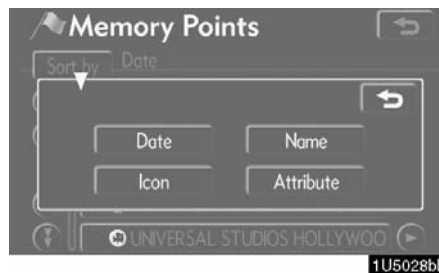 Memory Points
Sort by Date
Date Name
Icon Attribute
UNIVERSAL STUDIOS HOLLYWOO
1U5028bl